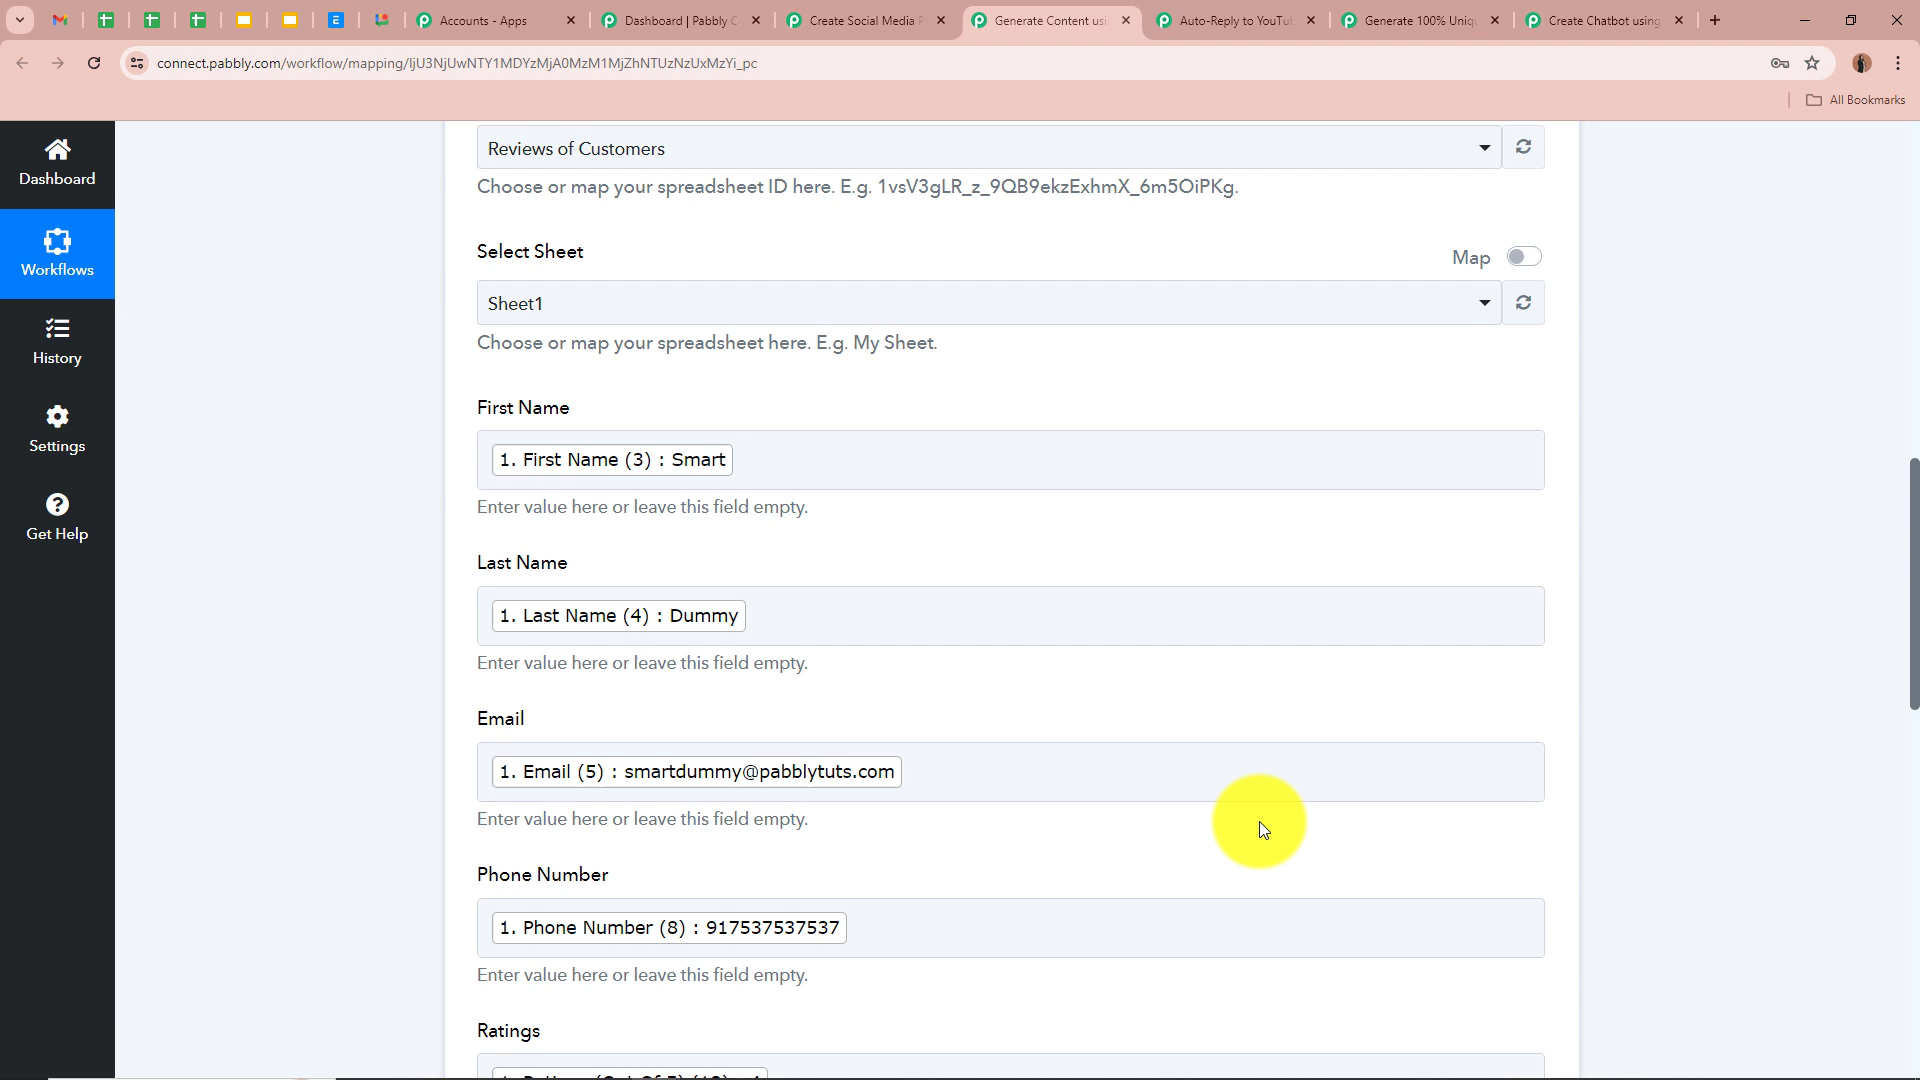 Accounts - Apps
Dashboard | Pabbly C
Create Social Media P
Generate Content usi
Auto-Reply to YouTu
Generate 100% Uniq
Create Chatbot using
connect.pabbly.com/workflow/mapping/IjU3NjUwNTY1MDYzMjA0MzM1MjZhNTUzNzUxMzYi_pc
All Bookmarks
Dashboard
Workflows
History
Settings
Get Help
Reviews of Customers
Choose or map your spreadsheet ID here. E.g. 1vsV3gLR_z_9QB9ekzExhmX_6m5OiPKg.
Select Sheet
Map
Sheet1
Choose or map your spreadsheet here. E.g. My Sheet.
First Name
1. First Name (3) : Smart
Enter value here or leave this field empty.
Last Name
1. Last Name (4) : Dummy
Enter value here or leave this field empty.
Email
1. Email (5) : smartdummy@pabblytuts.com
Enter value here or leave this field empty.
Phone Number
1. Phone Number (8) : 917537537537
Enter value here or leave this field empty.
Ratings